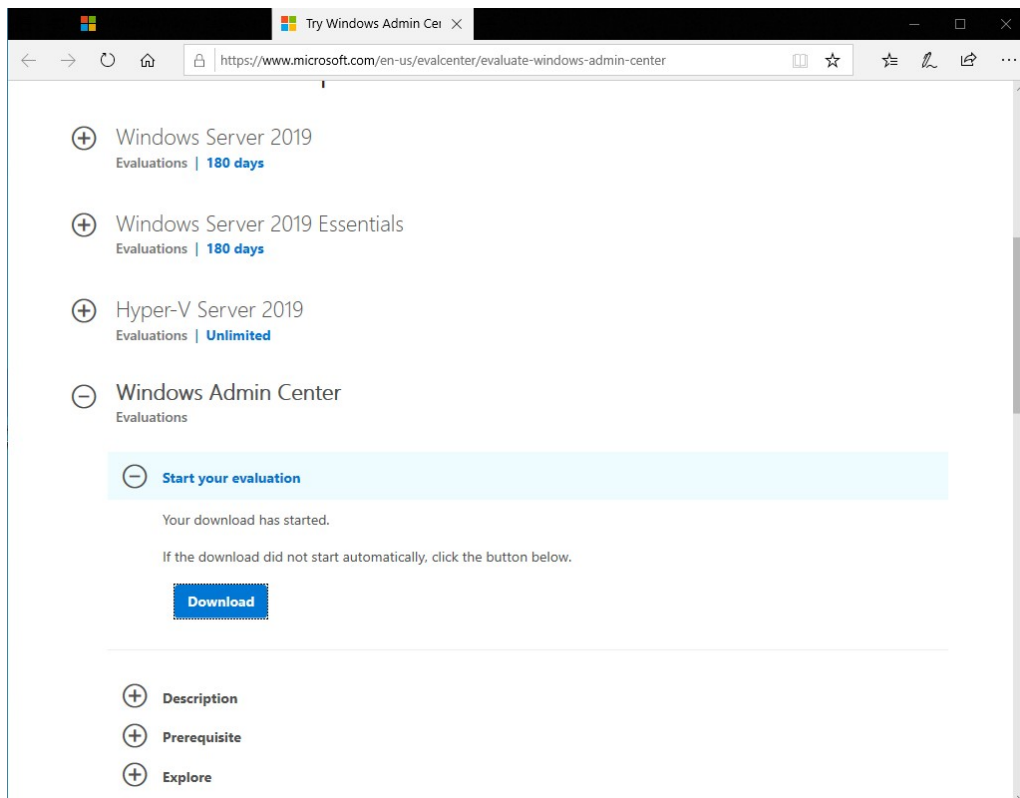 Try Windows Admin Cer
https://www.microsoft.com/en-us/evalcenter/evaluate-windows-admin-center
Windows Server 2019
Evaluations | 180 days
Windows Server 2019 Essentials
Evaluations | 180 days
Hyper-V Server 2019
Evaluations | Unlimited
Windows Admin Center
Evaluations
Start your evaluation
Your download has started.
If the download did not start automatically, click the button below.
Download
Description
Prerequisite
Explore